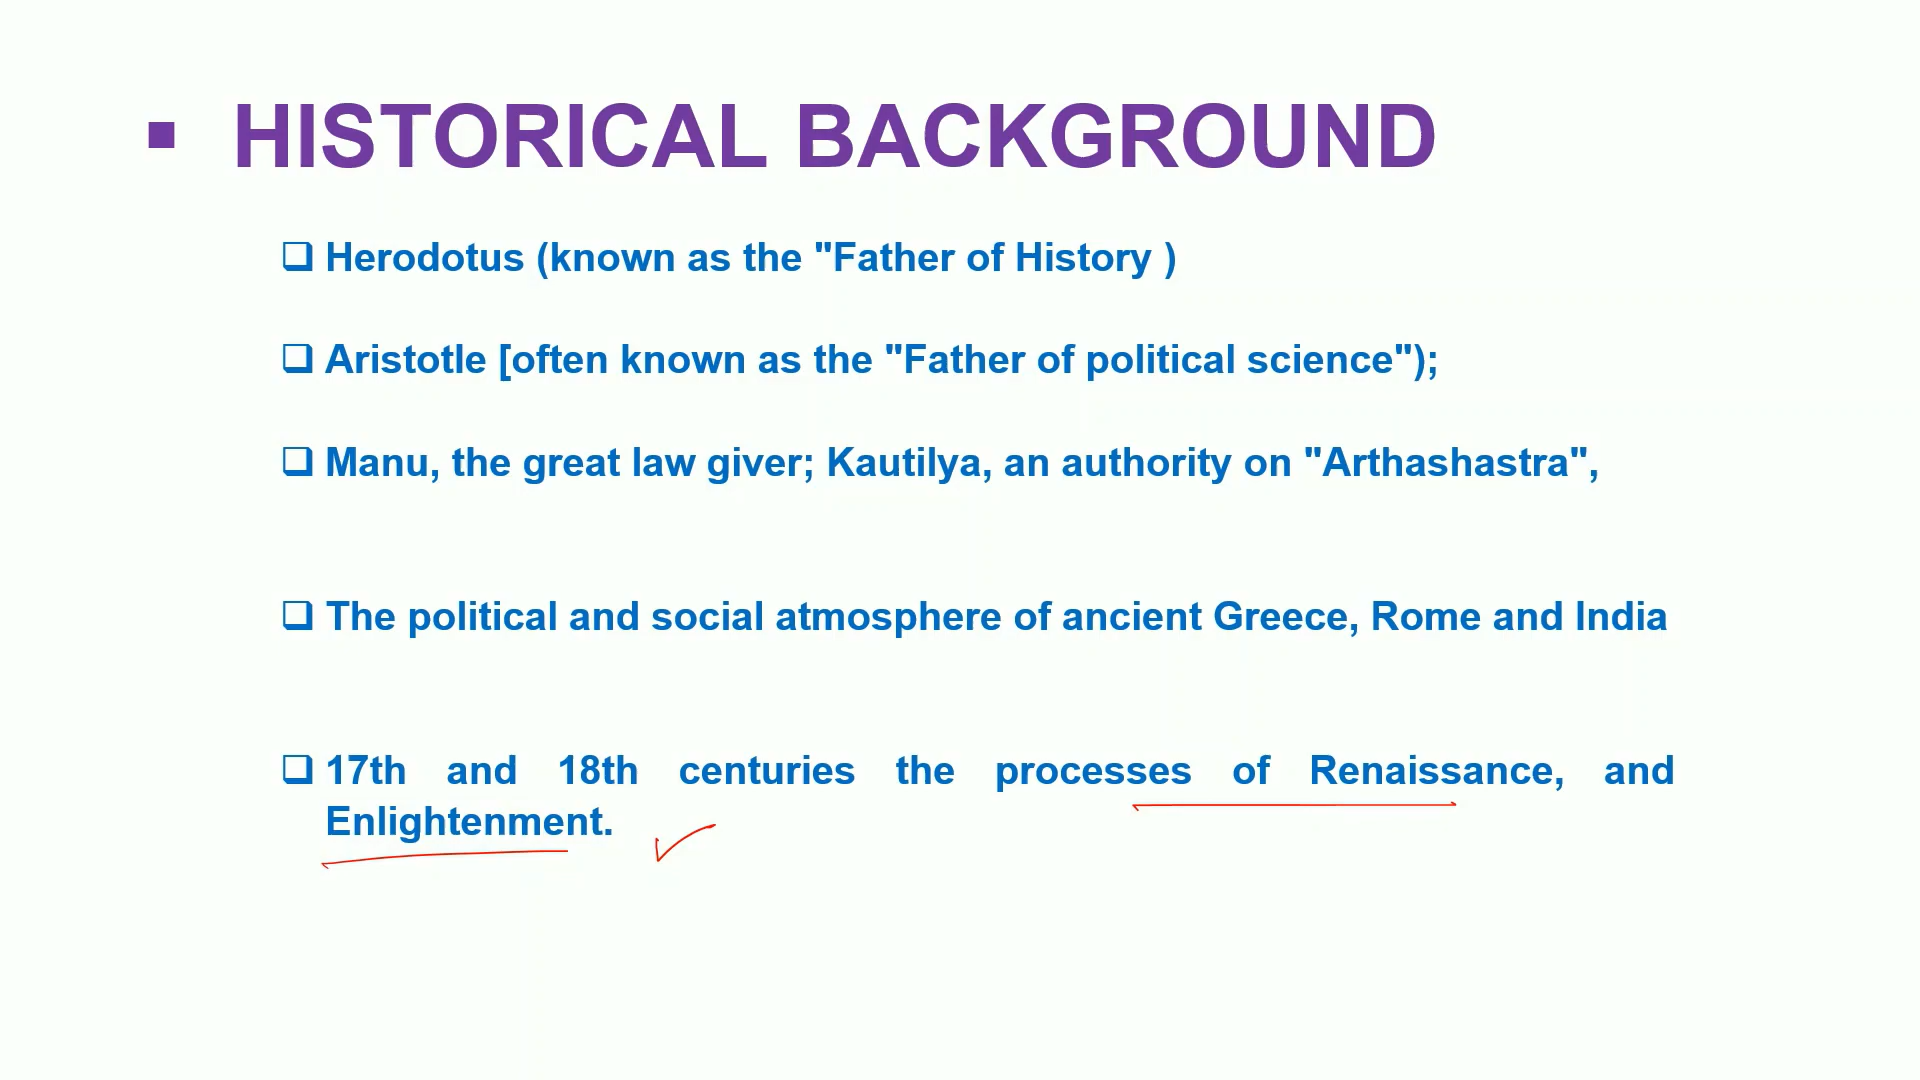 HISTORICAL BACKGROUND
Herodotus (known as the "Father of History )
Aristotle [often known as the "Father of political science");
Manu, the great law giver; Kautilya, an authority on "Arthashastra",
The political and social atmosphere of ancient Greece, Rome and India
17th and 18th centuries the processes of Renaissance, and
Enlightenment.